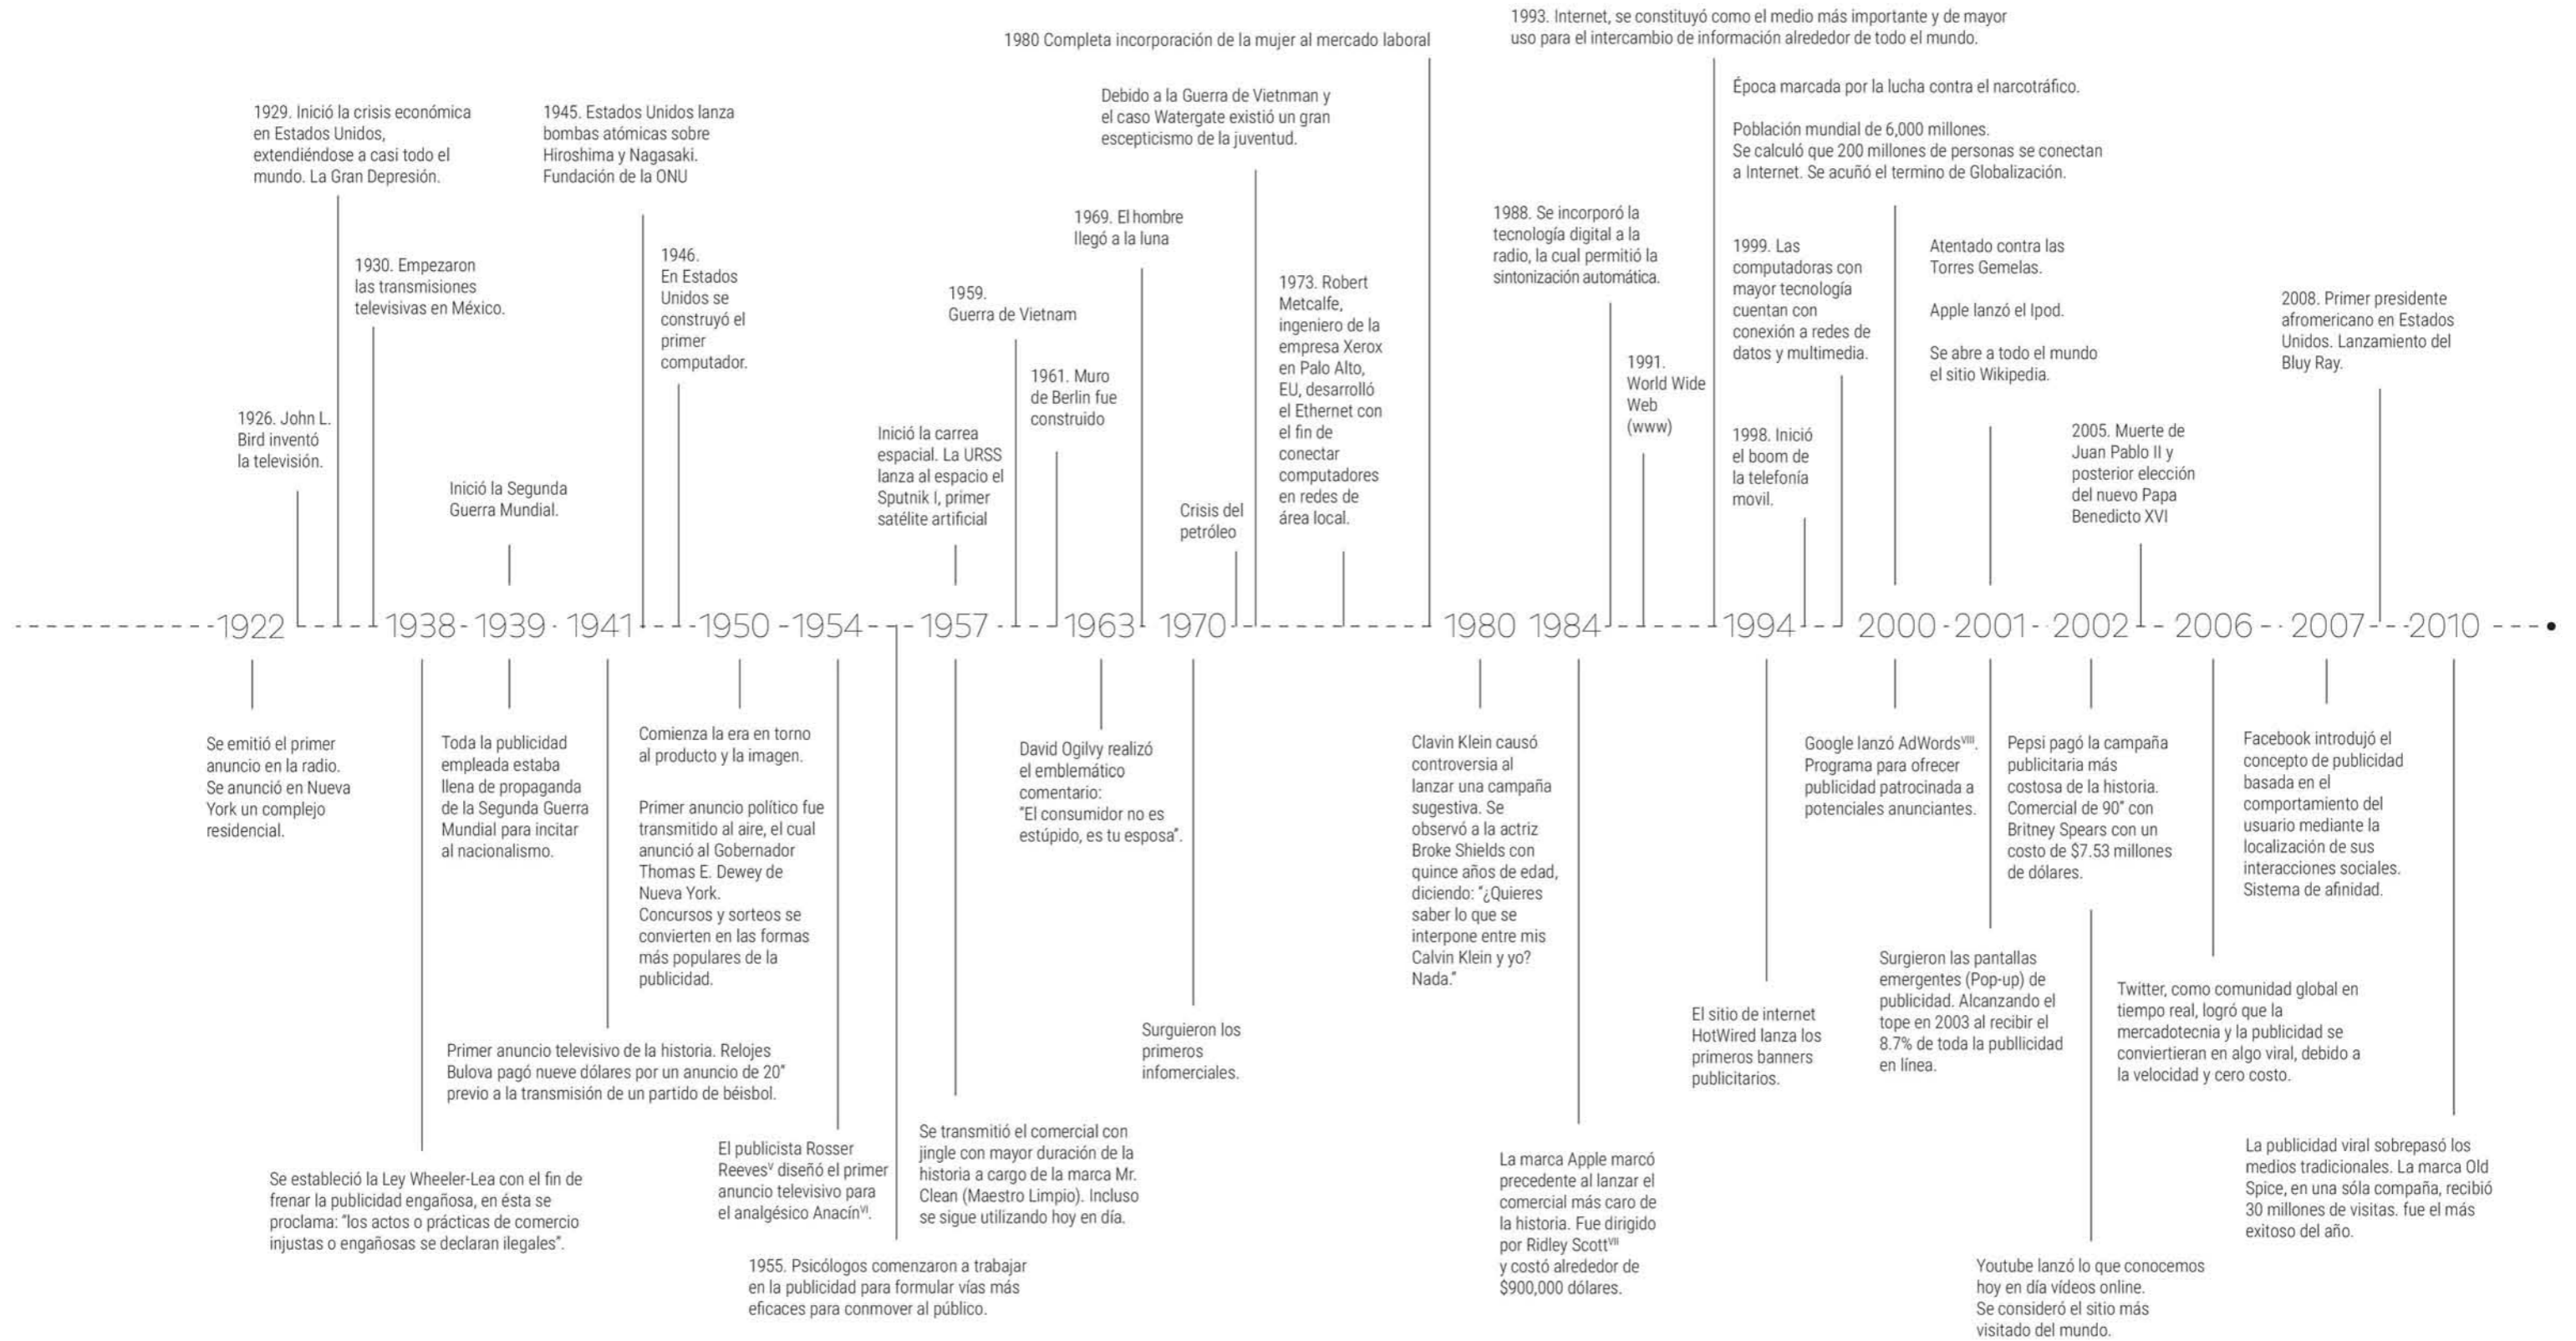 1980 Completa incorporación de la mujer al mercado laboral
1993. Internet, se constituyó como el medio más importante y de mayor
uso para el intercambio de información alrededor de todo el mundo.
1929. Inició la crisis económica
en Estados Unidos,
extendiéndose a casi todo el
mundo. La Gran Depresión.
1945. Estados Unidos lanza
bombas atómicas sobre
Hiroshima y Nagasaki.
Fundación de la ONU
Debido a la Guerra de Vietnman y
el caso Watergate existió un gran
escepticismo de la juventud.
Época marcada por la lucha contra el narcotráfico.
Población mundial de 6,000 millones.
Se calculó que 200 millones de personas se conectan
a Internet. Se acuñó el termino de Globalización.
1926. John L.
Bird inventó
la televisión.
1930. Empezaron
las transmisiones
televisivas en México.
Inició la Segunda
Guerra Mundial.
1946.
En Estados
Unidos se
construyó el
primer
computador.
Inició la carrea
espacial. La URSS
lanza al espacio el
Sputnik I, primer
satélite artificial
1959.
Guerra de Vietnam
1961. Muro
de Berlin fue
construido
1969. El hombre
llegó a la luna
Crisis del
petróleo
1973. Robert
Metcalfe,
ingeniero de la
empresa Xerox
en Palo Alto,
EU, desarrolló
el Ethernet con
el fin de
conectar
computadores
en redes de
área local.
1988. Se incorporó la
tecnología digital a la
radio, la cual permitió la
sintonización automática.
1991.
World Wide
Web
(www)
1999. Las
computadoras con
mayor tecnología
cuentan con
conexión a redes de
datos y multimedia.
1998. Inició
el boom de
la telefonía
movil.
Atentado contra las
Torres Gemelas.
Apple lanzó el Ipod.
Se abre a todo el mundo
el sitio Wikipedia.
2005. Muerte de
Juan Pablo II y
posterior elección
del nuevo Papa
Benedicto XVI
2008. Primer presidente
afromericano en Estados
Unidos. Lanzamiento del
Bluy Ray.
1922 1938 1939 1941 1950 1954 1957 1963 1970 1980 1984 1994 2000 2001 2002 2006 2007 2010
Se emitió el primer
anuncio en la radio.
Se anunció en Nueva
York un complejo
residencial.
Se estableció la Ley Wheeler-Lea con el fin de
frenar la publicidad engañosa, en ésta se
proclama: "los actos o prácticas de comercio
injustas o engañosas se declaran ilegales".
Toda la publicidad
empleada estaba
llena de propaganda
de la Segunda Guerra
Mundial para incitar
al nacionalismo.
Primer anuncio televisivo de la historia. Relojes
Bulova pagó nueve dólares por un anuncio de 20"
previo a la transmisión de un partido de béisbol.
Comienza la era en torno
al producto y la imagen.
Primer anuncio político fue
transmitido al aire, el cual
anunció al Gobernador
Thomas E. Dewey de
Nueva York.
Concursos y sorteos se
convierten en las formas
más populares de la
publicidad.
El publicista Rosser
Reevesⱽ diseñó el primer
anuncio televisivo para
el analgésico Anacínⱽᴵ.
1955. Psicólogos comenzaron a trabajar
en la publicidad para formular vías más
eficaces para conmover al público.
Se transmitió el comercial con
jingle con mayor duración de la
historia a cargo de la marca Mr.
Clean (Maestro Limpio). Incluso
se sigue utilizando hoy en día.
David Ogilvy realizó
el emblemático
comentario:
"El consumidor no es
estúpido, es tu esposa".
Surguieron los
primeros
infomerciales.
Clavin Klein causó
controversia al
lanzar una campaña
sugestiva. Se
observó a la actriz
Broke Shields con
quince años de edad,
diciendo: "¿Quieres
saber lo que se
interpone entre mis
Calvin Klein y yo?
Nada."
La marca Apple marcó
precedente al lanzar el
comercial más caro de
la historia. Fue dirigido
por Ridley Scottⱽᴵᴵ
y costó alrededor de
$900,000 dólares.
El sitio de internet
HotWired lanza los
primeros banners
publicitarios.
Google lanzó AdWordsⱽᴵᴵᴵ.
Programa para ofrecer
publicidad patrocinada a
potenciales anunciantes.
Surgieron las pantallas
emergentes (Pop-up) de
publicidad. Alcanzando el
tope en 2003 al recibir el
8.7% de toda la publlicidad
en línea.
Pepsi pagó la campaña
publicitaria más
costosa de la historia.
Comercial de 90" con
Britney Spears con un
costo de $7.53 millones
de dólares.
Youtube lanzó lo que conocemos
hoy en día vídeos online.
Se consideró el sitio más
visitado del mundo.
Twitter, como comunidad global en
tiempo real, logró que la
mercadotecnia y la publicidad se
conviertieran en algo viral, debido a
la velocidad y cero costo.
Facebook introdujó el
concepto de publicidad
basada en el
comportamiento del
usuario mediante la
localización de sus
interacciones sociales.
Sistema de afinidad.
La publicidad viral sobrepasó los
medios tradicionales. La marca Old
Spice, en una sóla compaña, recibió
30 millones de visitas. fue el más
exitoso del año.